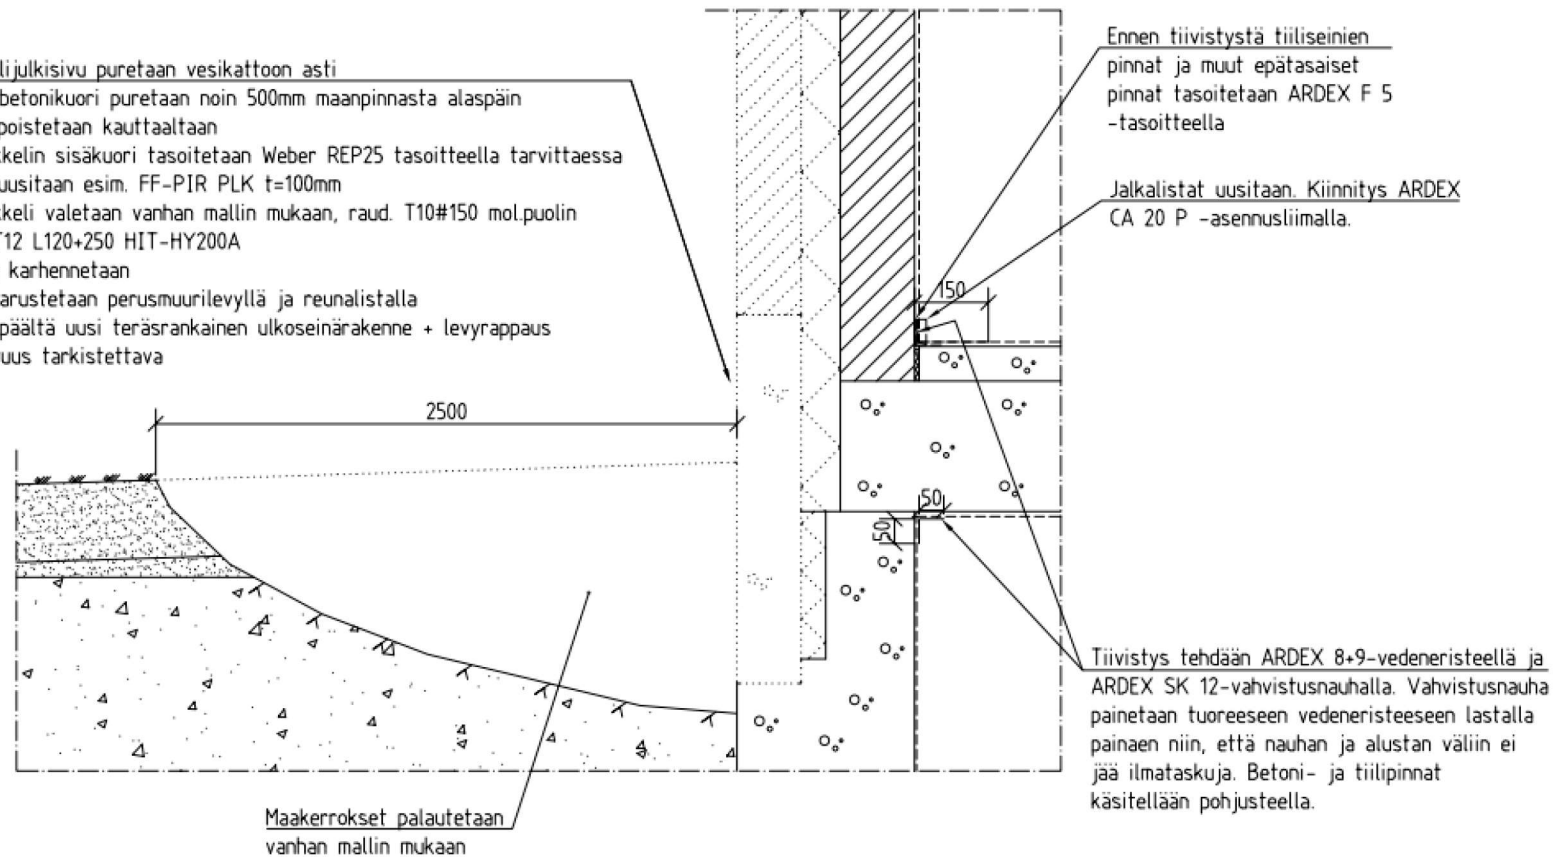 lijulkisivu puretaan vesikattoon asti
betonikuori puretaan noin 500mm maanpinnasta alaspäin
poistetaan kauttaaltaan
kkelin sisäkuori tasoitetaan Weber REP25 tasoitteella tarvittaessa
uusitaan esim. FF-PIR PLK t=100mm
kkeli valetaan vanhan mallin mukaan, raud. T10#150 mol.puolin
T12 L120+250 HIT-HY200A
karhennetaan
arustetaan perusmuurilevyllä ja reunalistalla
päältä uusi teräsrankainen ulkoseinärakenne + levyrappaus
uus tarkistettava
Ennen tiivistystä tiiliseinien
pinnat ja muut epätasaiset
pinnat tasoitetaan ARDEX F 5
-tasoitteella
Jalkalistat uusitaan. Kiinnitys ARDEX
CA 20 P -asennusliimalla.
150
2500
50
50
Tiivistys tehdään ARDEX 8+9-vedeneristeellä ja
ARDEX SK 12-vahvistusnauhalla. Vahvistusnauha
painetaan tuoreeseen vedeneristeeseen lastalla
painaen niin, että nauhan ja alustan väliin ei
jää ilmataskuja. Betoni- ja tiilipinnat
käsitellään pohjusteella.
Maakerrokset palautetaan
vanhan mallin mukaan